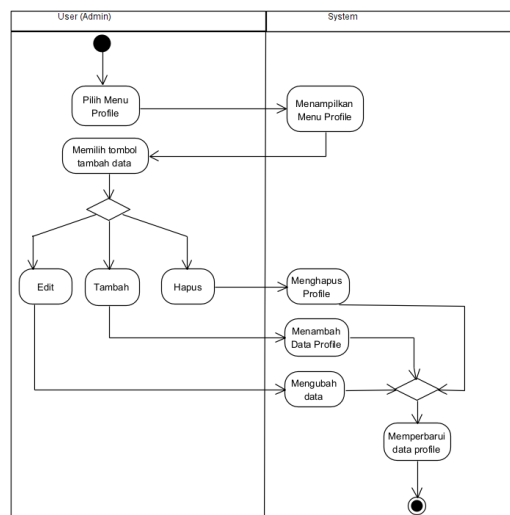 User (Admin)
System
Pilih Menu
Profile
Menampilkan
Menu Profile
Memilih tombol
tambah data
Edit
Tambah
Hapus
Menghapus
Profile
Menambah
Data Profile
Mengubah
data
Memperbarui
data profile